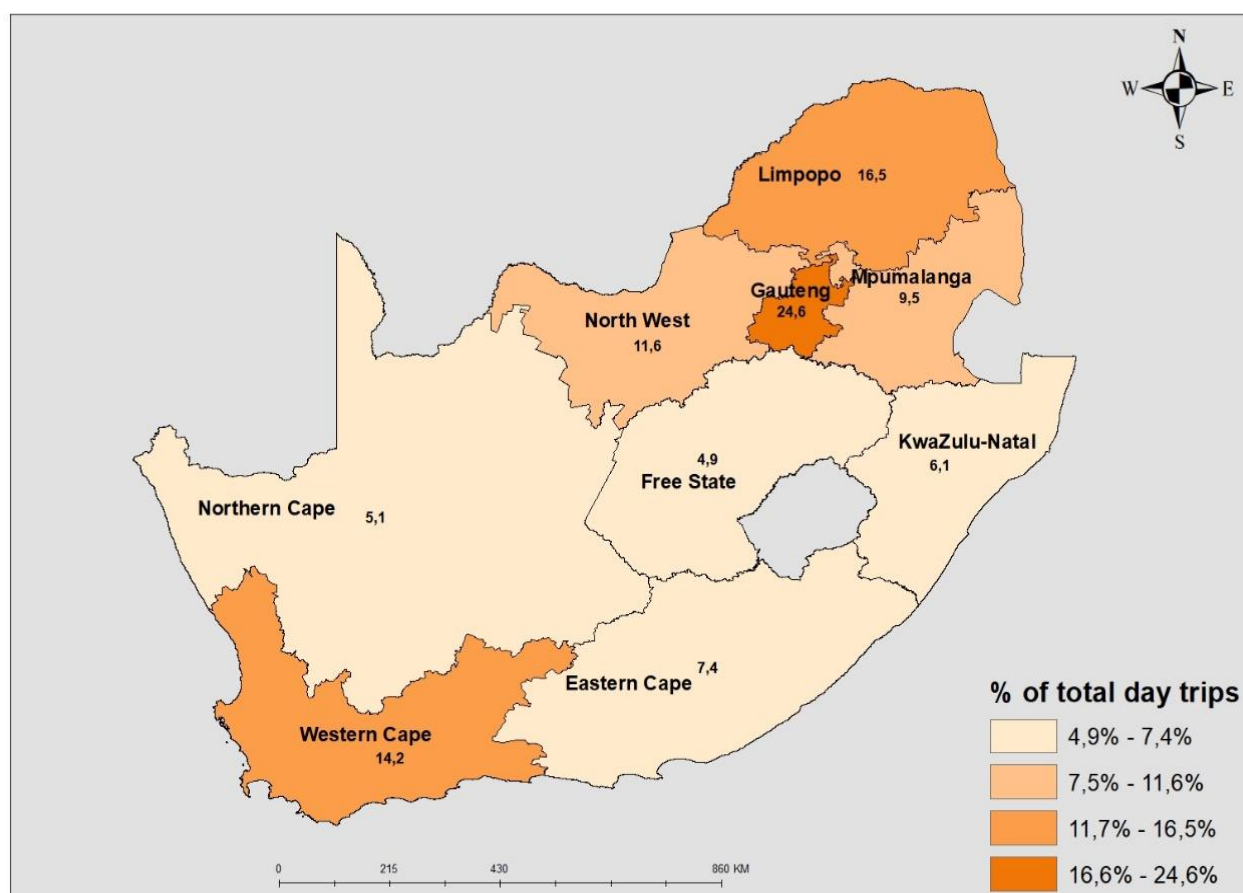 N
W E
S
Limpopo 16,5
Mpumalanga
9,5
Gauteng
24,6
North West
11,6
KwaZulu-Natal
6,1
4,9
Free State
Northern Cape
5,1
7,4
Eastern Cape
Western Cape
14,2
% of total day trips
4,9% - 7,4%
7,5% - 11,6%
11,7% - 16,5%
16,6% - 24,6%
0 215 430 860 KM